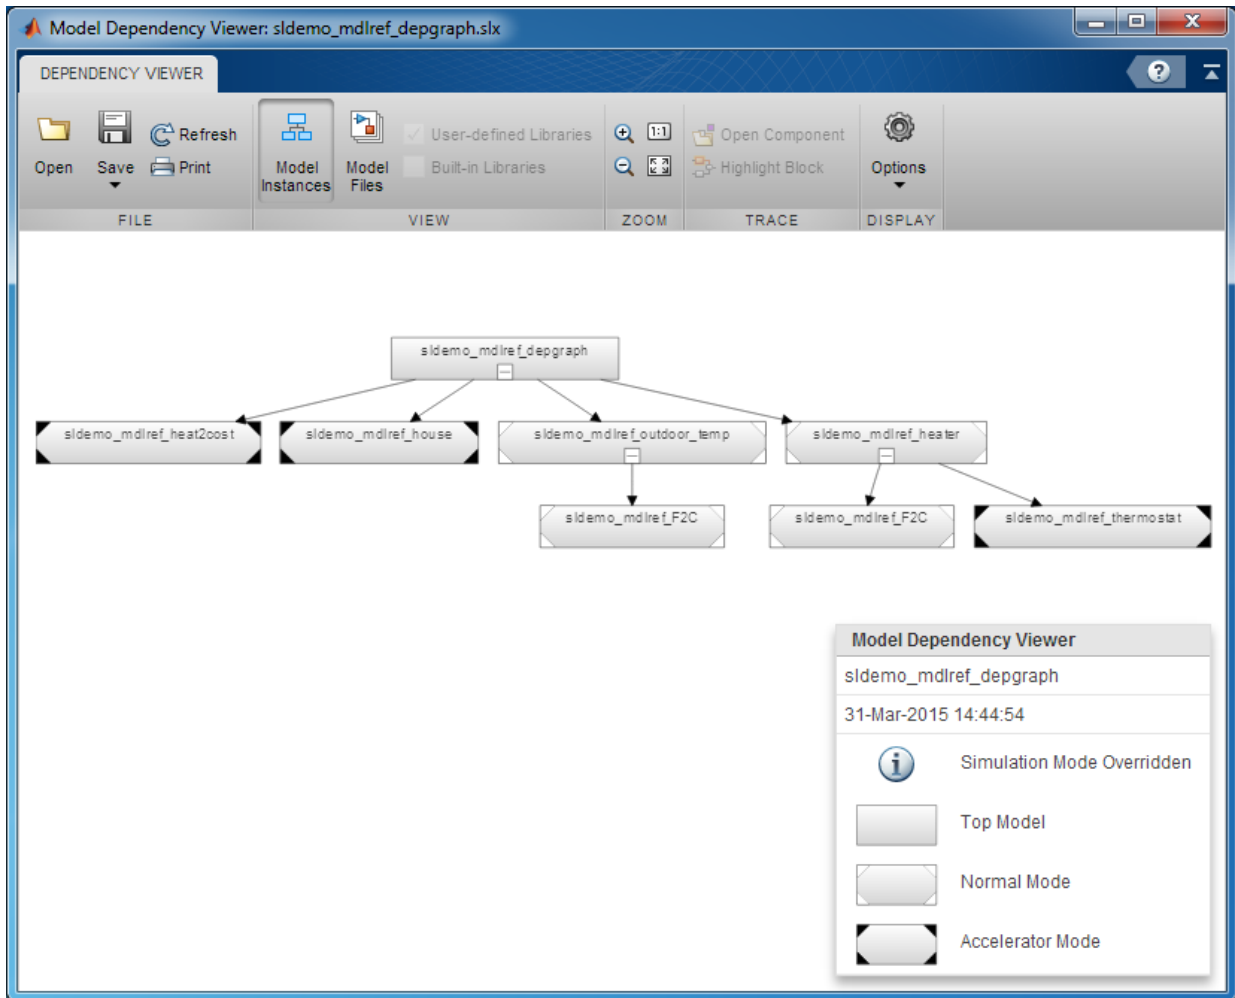 Model Dependency Viewer: sldemo_mdlref_depgraph.slx
DEPENDENCY VIEWER
?
Open
Save
Refresh
Print
Model Instances
Model Files
User-defined Libraries
Built-in Libraries
1:1
Open Component
Highlight Block
Options
FILE
VIEW
ZOOM
TRACE
DISPLAY
sldemo_mdlref_depgraph
sldemo_mdlref_heat2cost
sldemo_mdlref_house
sldemo_mdlref_outdoor_temp
sldemo_mdlref_heater
sldemo_mdlref_F2C
sldemo_mdlref_F2C
sldemo_mdlref_thermostat
Model Dependency Viewer
sldemo_mdlref_depgraph
31-Mar-2015 14:44:54
i Simulation Mode Overridden
Top Model
Normal Mode
Accelerator Mode